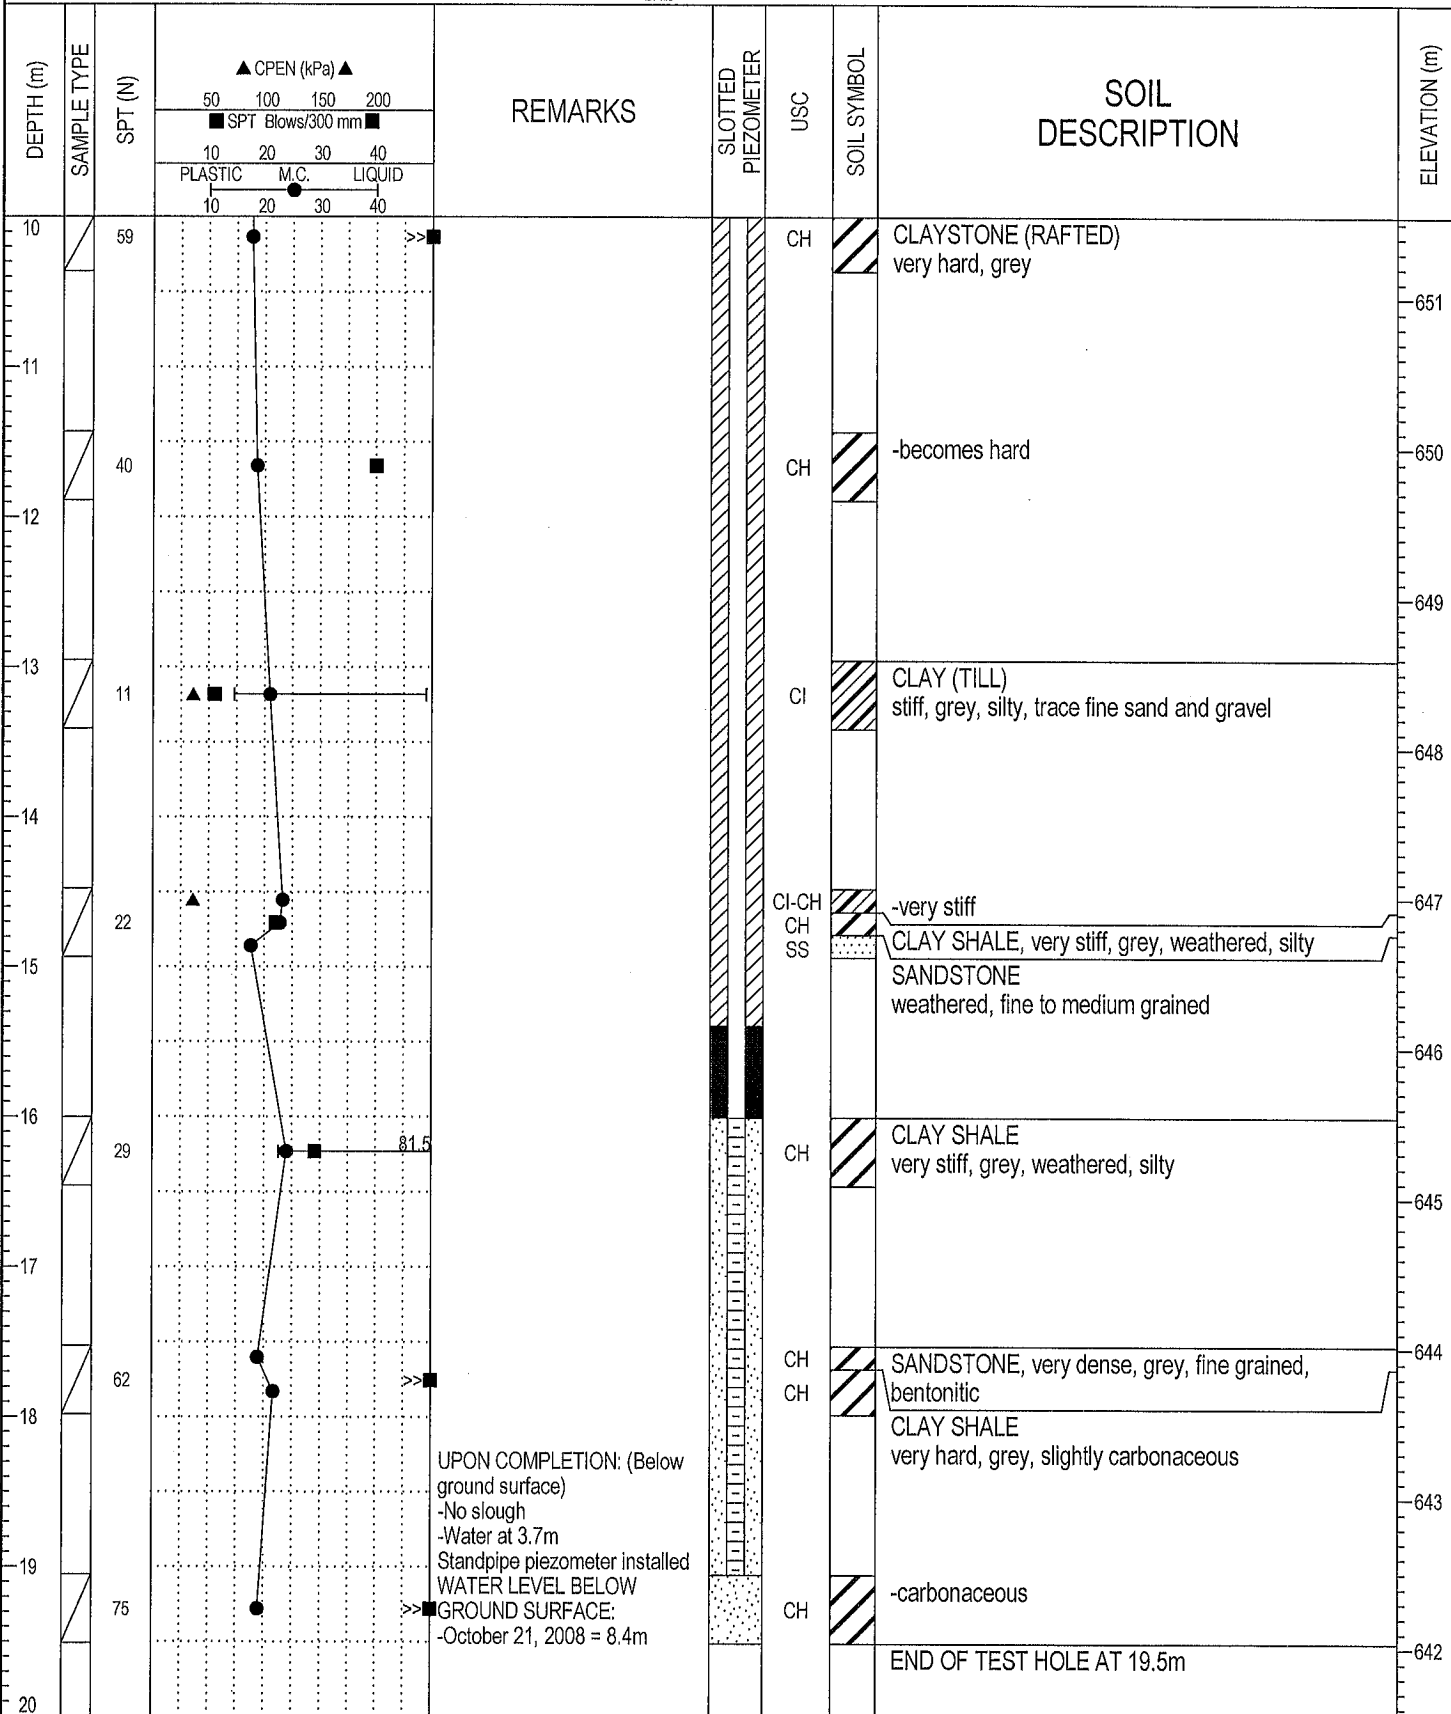 DEPTH (m)
SAMPLE TYPE
SPT (N)
▲ CPEN (kPa) ▲
50 100 150 200
■ SPT Blows/300 mm ■
10 20 30 40
PLASTIC M.C. LIQUID
10 20 30 40
REMARKS
SLOTTED
PIEZOMETER
USC
SOIL SYMBOL
SOIL
DESCRIPTION
ELEVATION (m)
10
59
>>
CH
CLAYSTONE (RAFTED)
very hard, grey
651
11
40
CH
-becomes hard
650
12
649
13
11
CI
CLAY (TILL)
stiff, grey, silty, trace fine sand and gravel
648
14
CI-CH
-very stiff
647
22
CH
CLAY SHALE, very stiff, grey, weathered, silty
SS
15
SANDSTONE
weathered, fine to medium grained
646
16
29
81.5
CH
CLAY SHALE
very stiff, grey, weathered, silty
645
17
CH
SANDSTONE, very dense, grey, fine grained,
bentonitic
644
62
>>
CH
18
CLAY SHALE
very hard, grey, slightly carbonaceous
UPON COMPLETION: (Below
ground surface)
-No slough
-Water at 3.7m
Standpipe piezometer installed
WATER LEVEL BELOW
GROUND SURFACE:
-October 21, 2008 = 8.4m
643
19
75
>>
CH
-carbonaceous
END OF TEST HOLE AT 19.5m
642
20